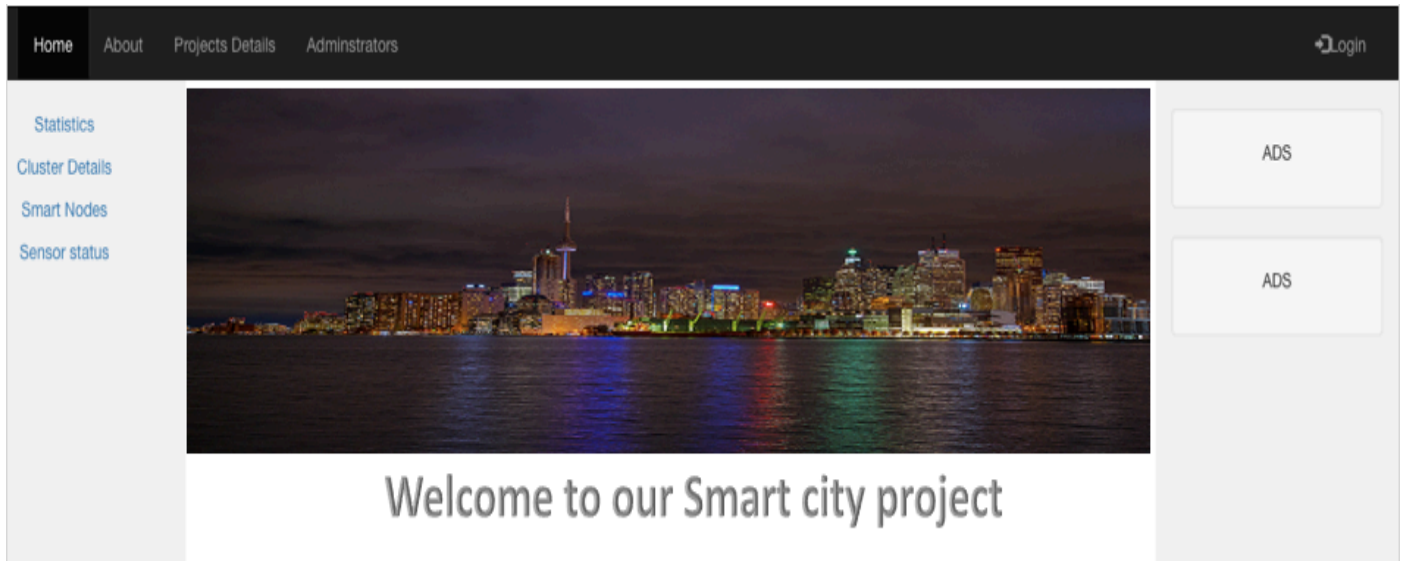 Home About Projects Details Adminstrators Login
Statistics
Cluster Details
Smart Nodes
Sensor status
ADS
ADS
Welcome to our Smart city project